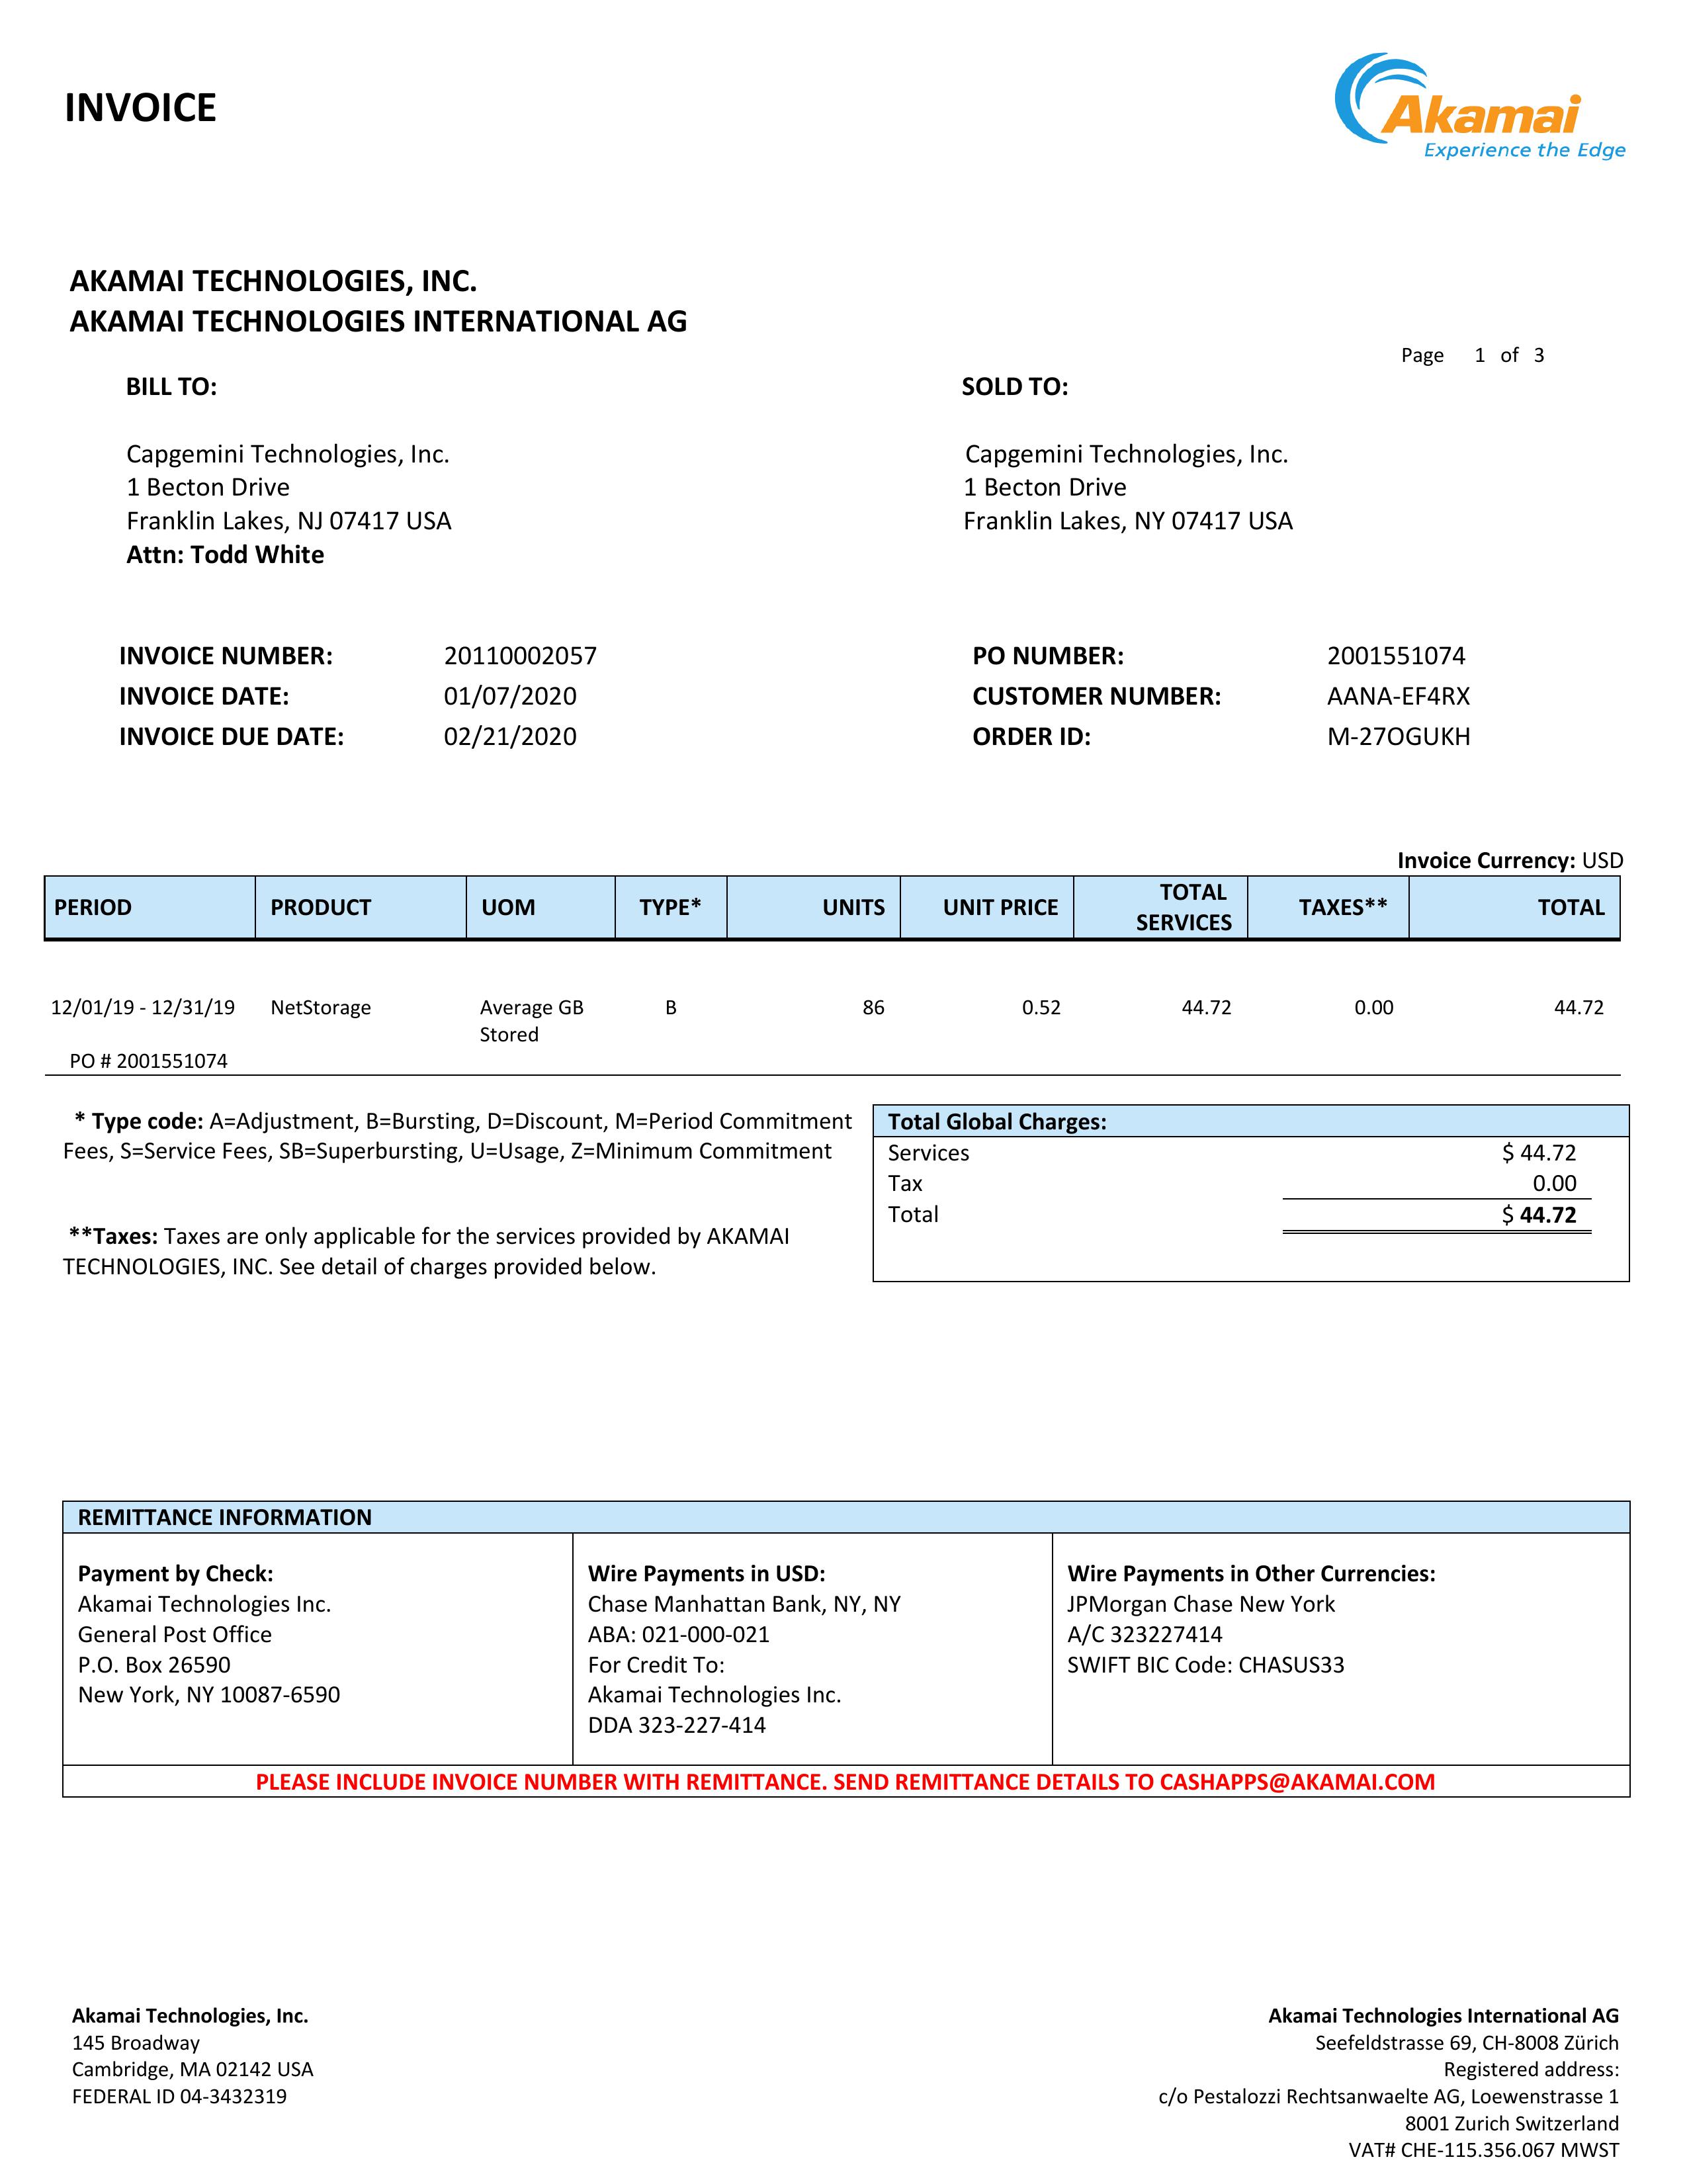 INVOICE
Akamai
Experience the Edge
AKAMAI TECHNOLOGIES, INC.
AKAMAI TECHNOLOGIES INTERNATIONAL AG
Page 1 of 3
BILL TO:
Capgemini Technologies, Inc.
1 Becton Drive
Franklin Lakes, NJ 07417 USA
Attn: Todd White
SOLD TO:
Capgemini Technologies, Inc.
1 Becton Drive
Franklin Lakes, NY 07417 USA
INVOICE NUMBER: 20110002057
INVOICE DATE: 01/07/2020
INVOICE DUE DATE: 02/21/2020
PO NUMBER: 2001551074
CUSTOMER NUMBER: AANA-EF4RX
ORDER ID: M-27OGUKH
Invoice Currency: USD
PERIOD PRODUCT UOM TYPE* UNITS UNIT PRICE TOTAL SERVICES TAXES** TOTAL
12/01/19 - 12/31/19 NetStorage Average GB Stored B 86 0.52 44.72 0.00 44.72
PO # 2001551074
* Type code: A=Adjustment, B=Bursting, D=Discount, M=Period Commitment
Fees, S=Service Fees, SB=Superbursting, U=Usage, Z=Minimum Commitment
**Taxes: Taxes are only applicable for the services provided by AKAMAI
TECHNOLOGIES, INC. See detail of charges provided below.
Total Global Charges:
Services $ 44.72
Tax 0.00
Total $ 44.72
REMITTANCE INFORMATION
Payment by Check:
Akamai Technologies Inc.
General Post Office
P.O. Box 26590
New York, NY 10087-6590
Wire Payments in USD:
Chase Manhattan Bank, NY, NY
ABA: 021-000-021
For Credit To:
Akamai Technologies Inc.
DDA 323-227-414
Wire Payments in Other Currencies:
JPMorgan Chase New York
A/C 323227414
SWIFT BIC Code: CHASUS33
PLEASE INCLUDE INVOICE NUMBER WITH REMITTANCE. SEND REMITTANCE DETAILS TO CASHAPPS@AKAMAI.COM
Akamai Technologies, Inc.
145 Broadway
Cambridge, MA 02142 USA
FEDERAL ID 04-3432319
Akamai Technologies International AG
Seefeldstrasse 69, CH-8008 Zürich
Registered address:
c/o Pestalozzi Rechtsanwaelte AG, Loewenstrasse 1
8001 Zurich Switzerland
VAT# CHE-115.356.067 MWST